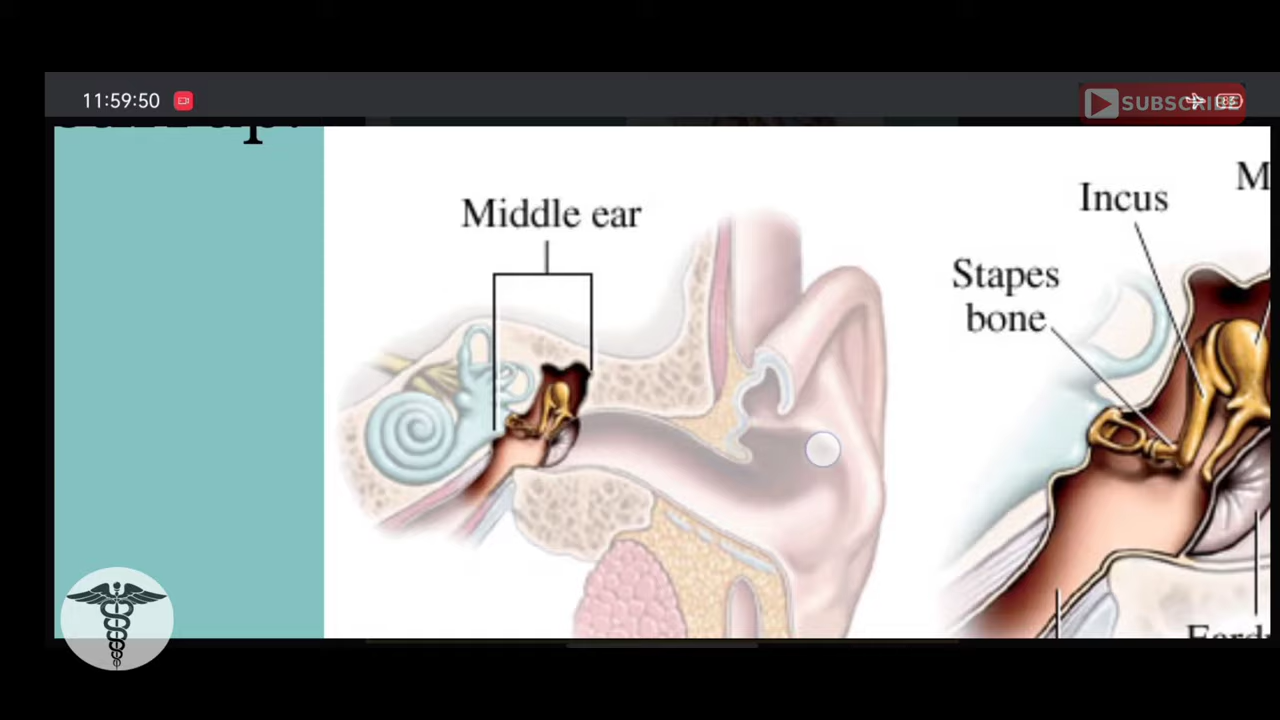 11:59:50
SUBSCRIBE
Middle ear
Incus
M
Stapes
bone